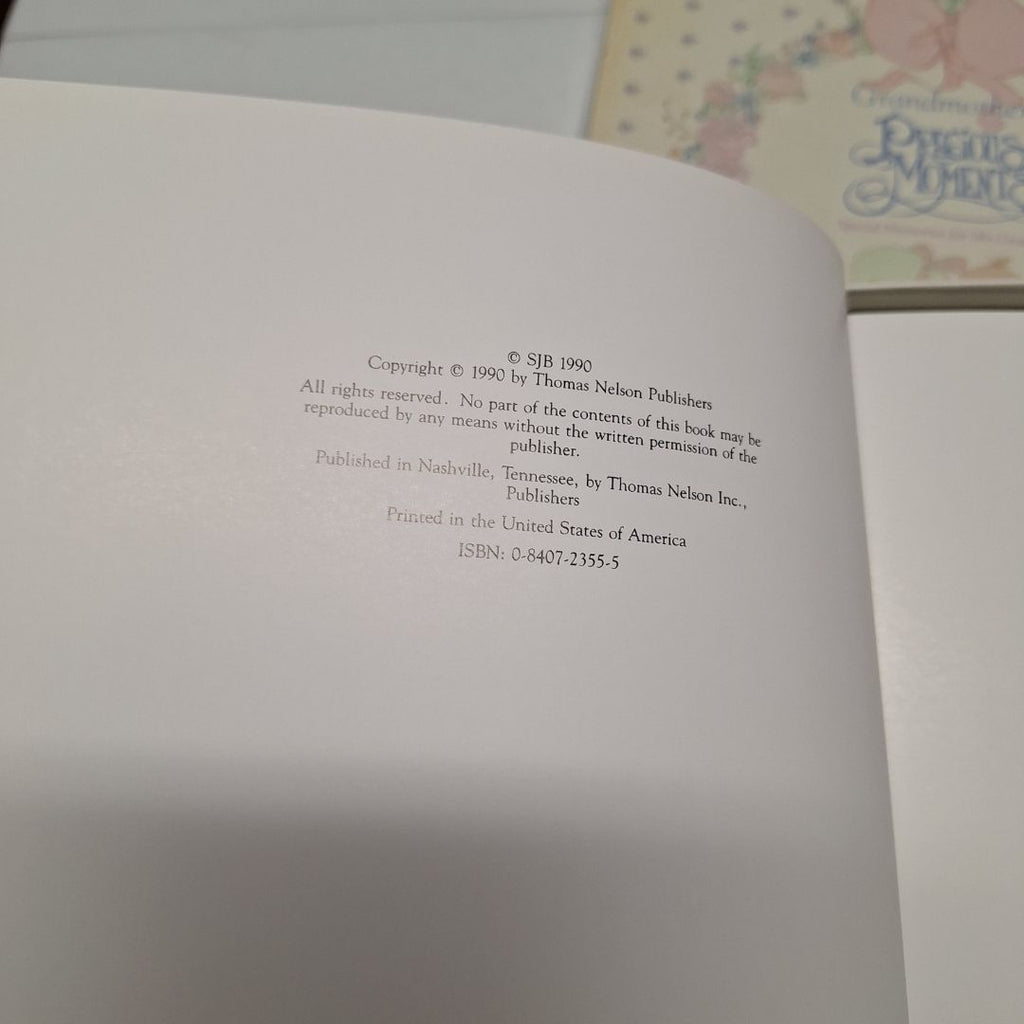 Grandmother's
PRECIOUS
MOMENTS
© SJB 1990
Copyright © 1990 by Thomas Nelson Publishers
All rights reserved. No part of the contents of this book may be
reproduced by any means without the written permission of the
publisher.
Published in Nashville, Tennessee, by Thomas Nelson Inc.,
Publishers
Printed in the United States of America
ISBN: 0-8407-2355-5